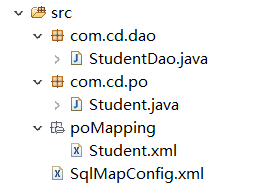 src
com.cd.dao
StudentDao.java
com.cd.po
Student.java
poMapping
Student.xml
SqlMapConfig.xml